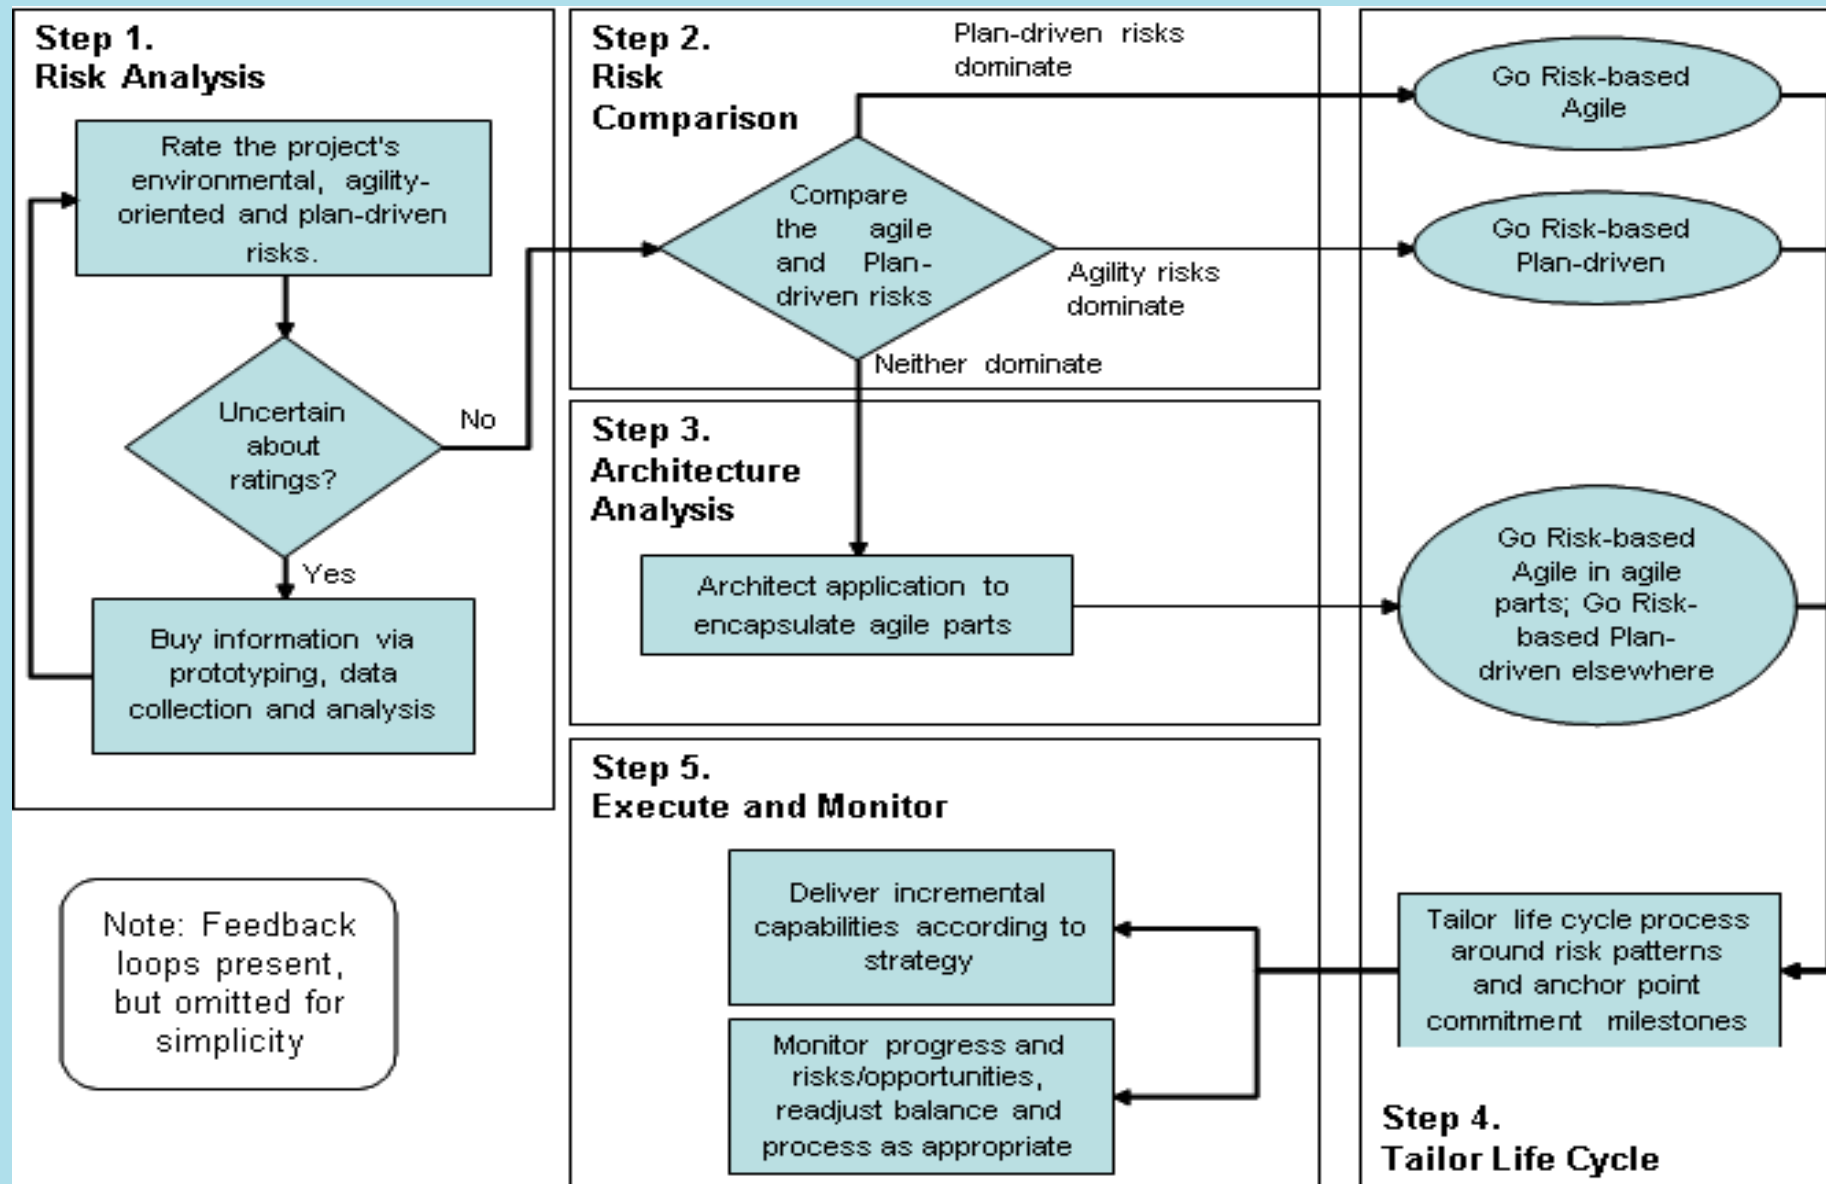 Step 1.
Risk Analysis
Rate the project's
environmental, agility-
oriented and plan-driven
risks.
Uncertain
about
ratings?
No
Yes
Buy information via
prototyping, data
collection and analysis
Note: Feedback
loops present,
but omitted for
simplicity
Step 2.
Risk
Comparison
Plan-driven risks
dominate
Compare
the agile
and Plan-
driven risks
Agility risks
dominate
Neither dominate
Step 3.
Architecture
Analysis
Architect application to
encapsulate agile parts
Go Risk-based
Agile
Go Risk-based
Plan-driven
Go Risk-based
Agile in agile
parts; Go Risk-
based Plan-
driven elsewhere
Tailor life cycle process
around risk patterns
and anchor point
commitment milestones
Step 4.
Tailor Life Cycle
Step 5.
Execute and Monitor
Deliver incremental
capabilities according to
strategy
Monitor progress and
risks/opportunities,
readjust balance and
process as appropriate